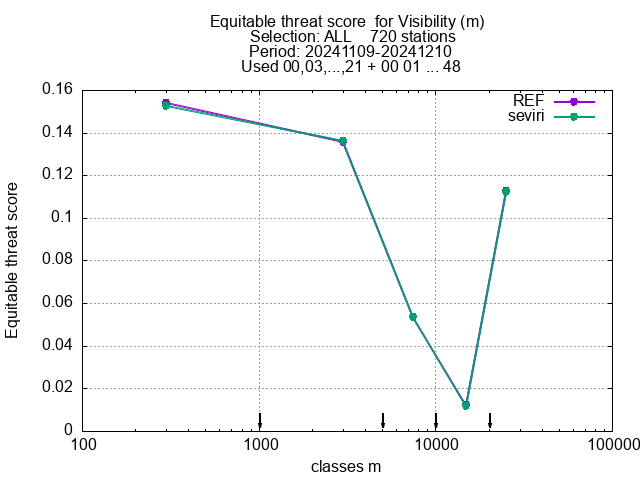 Equitable threat score  for Visibility (m)
Selection: ALL    720 stations
Period: 20241109-20241210
Used 00,03,...,21 + 00 01 ... 48
REF
seviri
0.16
0.14
0.12
0.1
0.08
0.06
0.04
0.02
0
100
1000
10000
100000
Equitable threat score
classes m